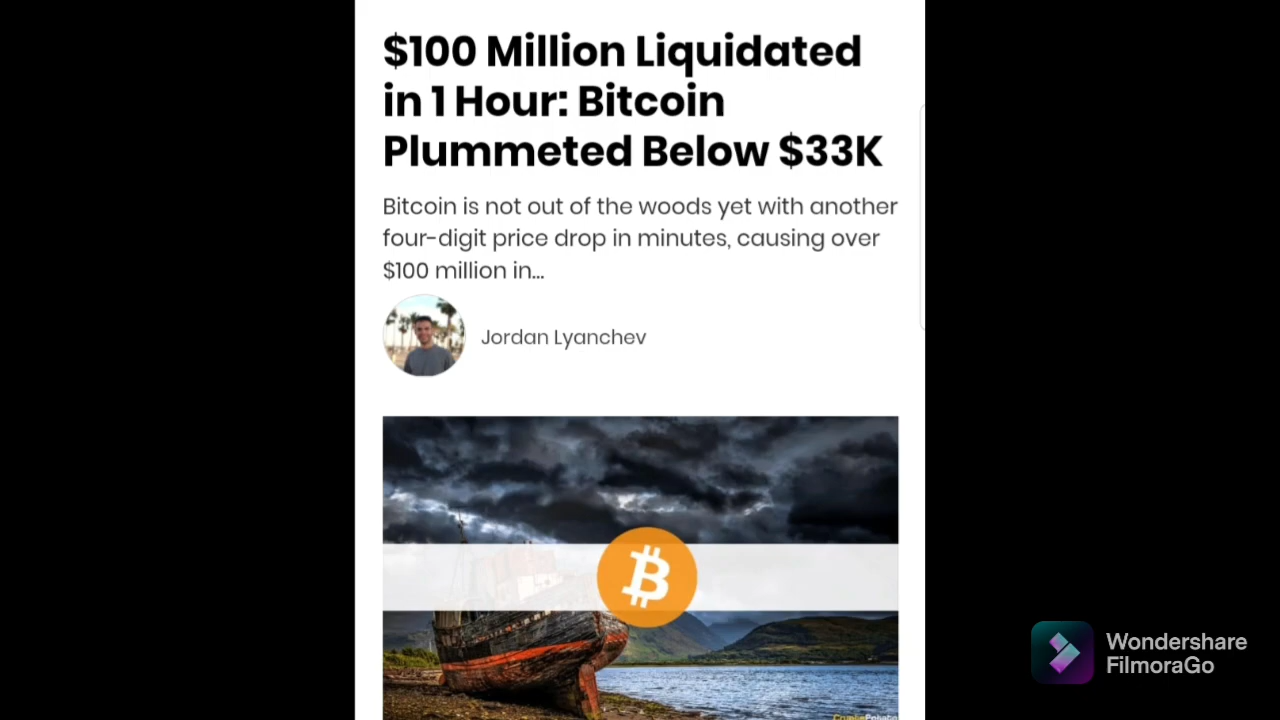 $100 Million Liquidated
in 1 Hour: Bitcoin
Plummeted Below $33K
Bitcoin is not out of the woods yet with another
four-digit price drop in minutes, causing over
$100 million in...
Jordan Lyanchev
Wondershare
FilmoraGo